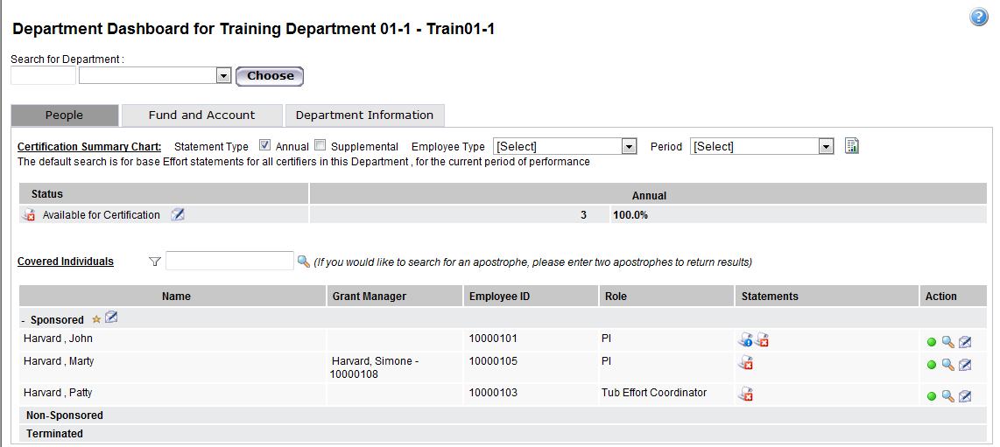 Department Dashboard for Training Department 01-1 - Train01-1
?
Search for Department :
Choose
People
Fund and Account
Department Information
Certification Summary Chart: Statement Type Annual Supplemental Employee Type [Select] Period [Select]
The default search is for base Effort statements for all certifiers in this Department , for the current period of performance
Status Annual
Available for Certification 3 100.0%
Covered Individuals (If you would like to search for an apostrophe, please enter two apostrophes to return results)
Name Grant Manager Employee ID Role Statements Action
- Sponsored
Harvard , John 10000101 PI
Harvard , Marty Harvard, Simone - 10000105 PI
10000108
Harvard , Patty 10000103 Tub Effort Coordinator
Non-Sponsored
Terminated